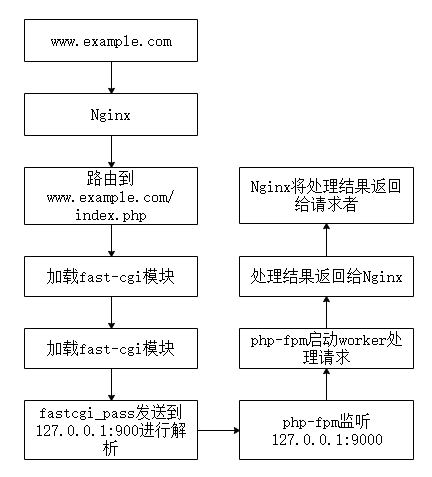 www.example.com
Nginx
路由到
www.example.com/
index.php
加载fast-cgi模块
加载fast-cgi模块
fastcgi_pass发送到
127.0.0.1:900进行解
析
php-fpm监听
127.0.0.1:9000
php-fpm启动worker处
理请求
处理结果返回给Nginx
Nginx将处理结果返回
给请求者